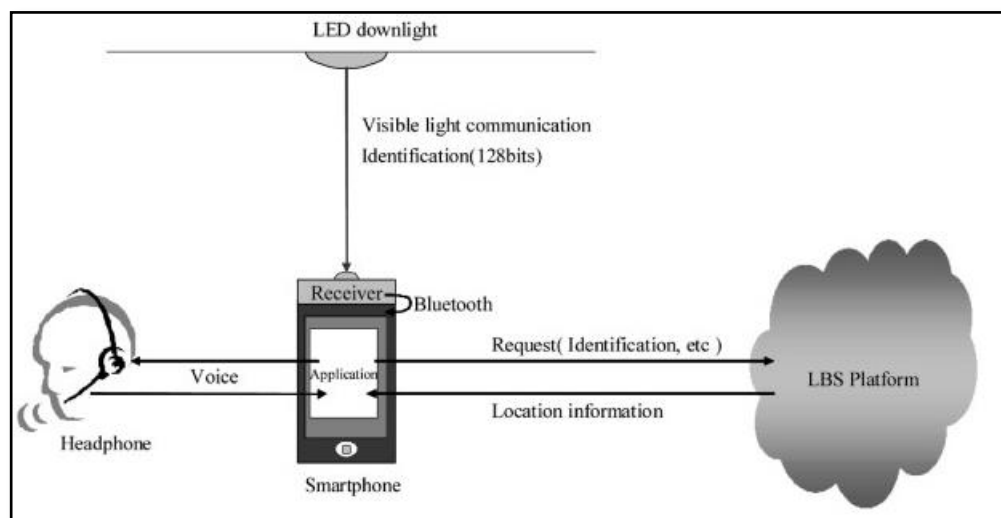 LED downlight
Visible light communication
Identification(128bits)
Receiver
Bluetooth
Request( Identification, etc )
Voice
Application
LBS Platform
Location information
Headphone
Smartphone